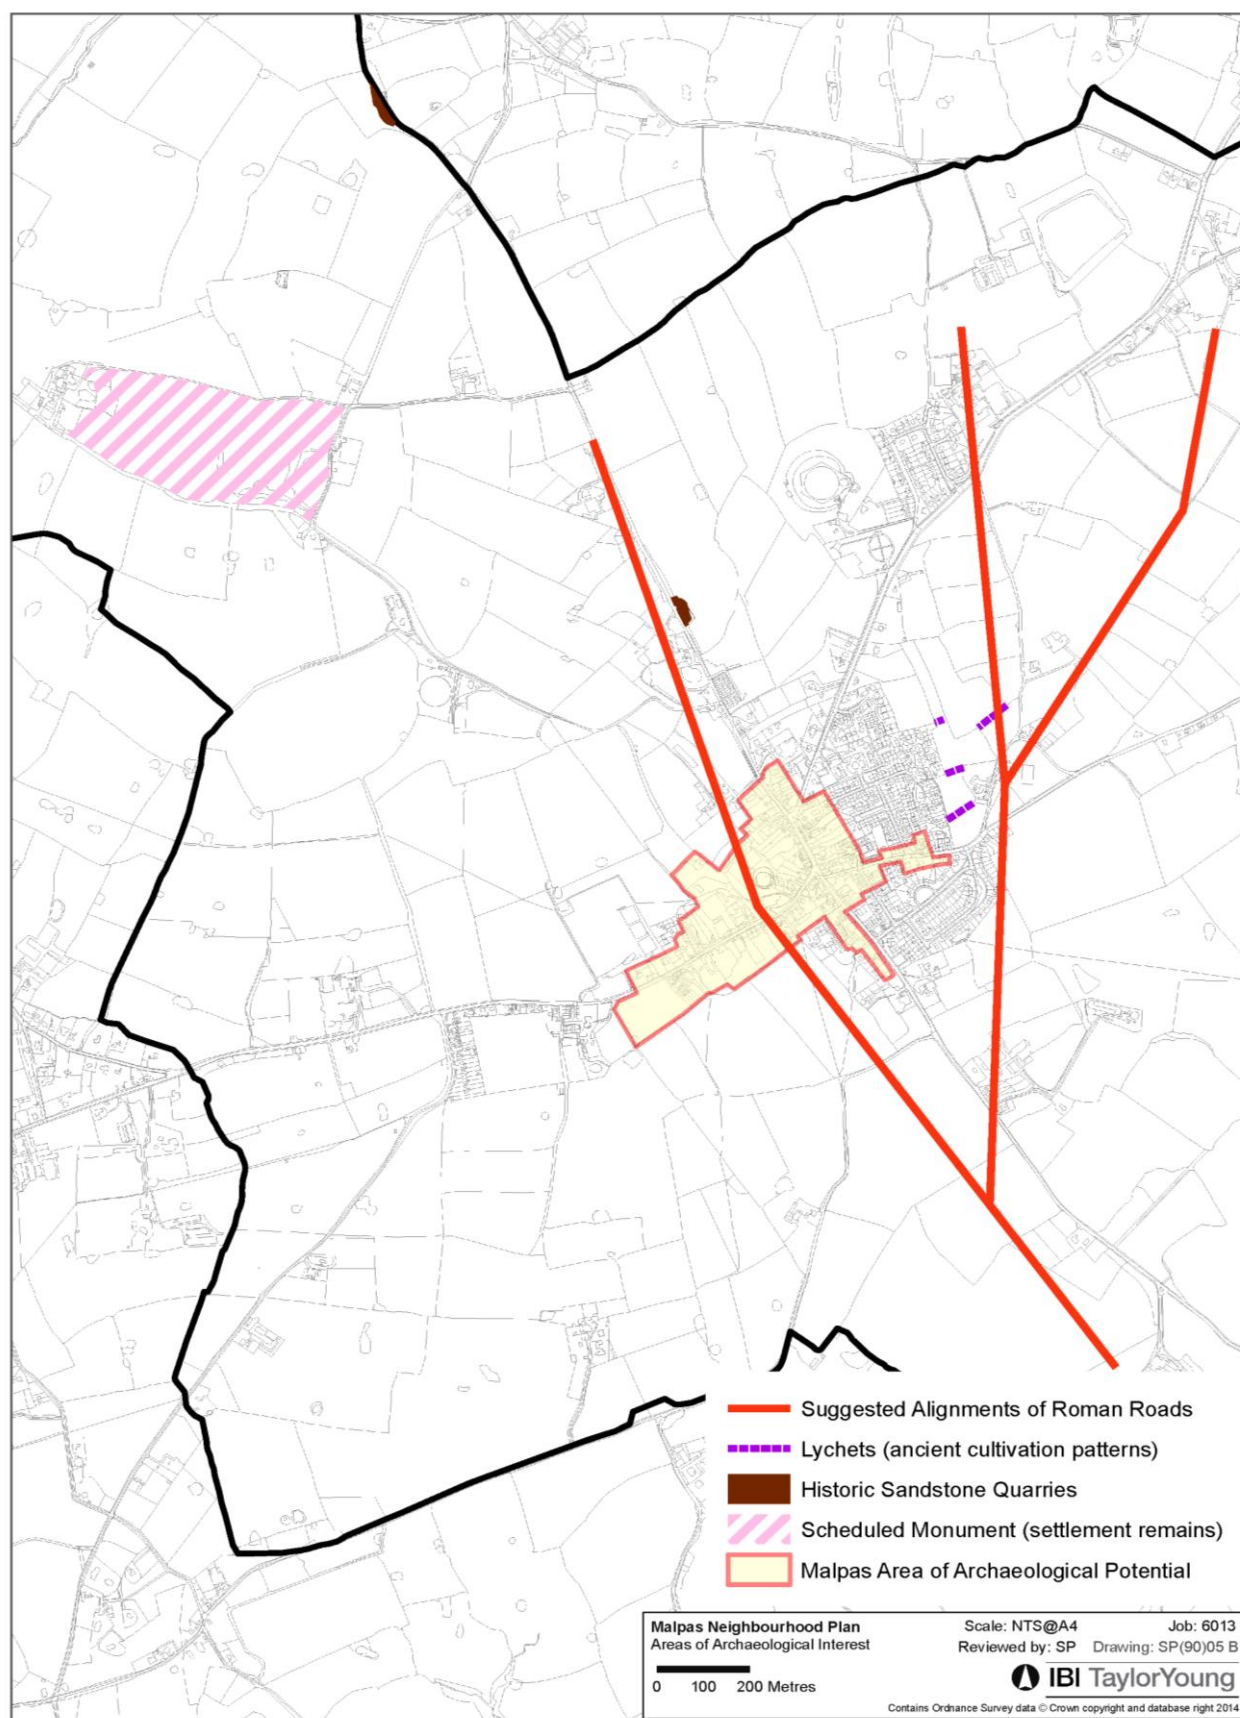 Suggested Alignments of Roman Roads
Lychets (ancient cultivation patterns)
Historic Sandstone Quarries
Scheduled Monument (settlement remains)
Malpas Area of Archaeological Potential
Malpas Neighbourhood Plan
Areas of Archaeological Interest
0 100 200 Metres
Scale: NTS@A4 Job: 6013
Reviewed by: SP Drawing: SP(90)05 B
IBI TaylorYoung
Contains Ordnance Survey data © Crown copyright and database right 2014